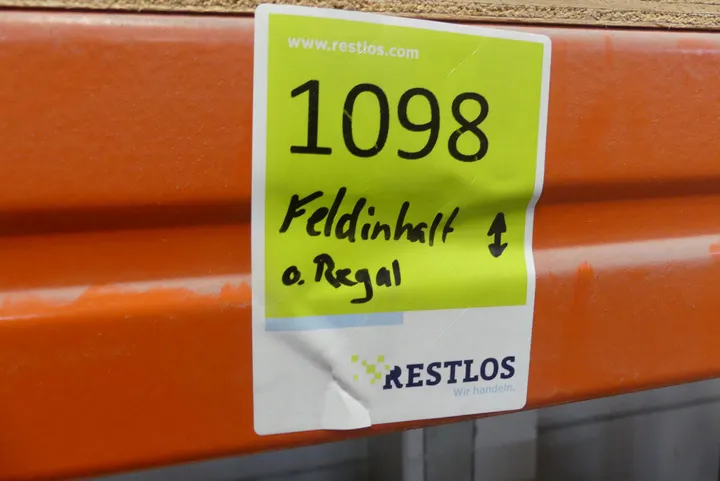 www.restlos.com
1098
Feldinhalt ↕
o. Regal
RESTLOS
Wir handeln.